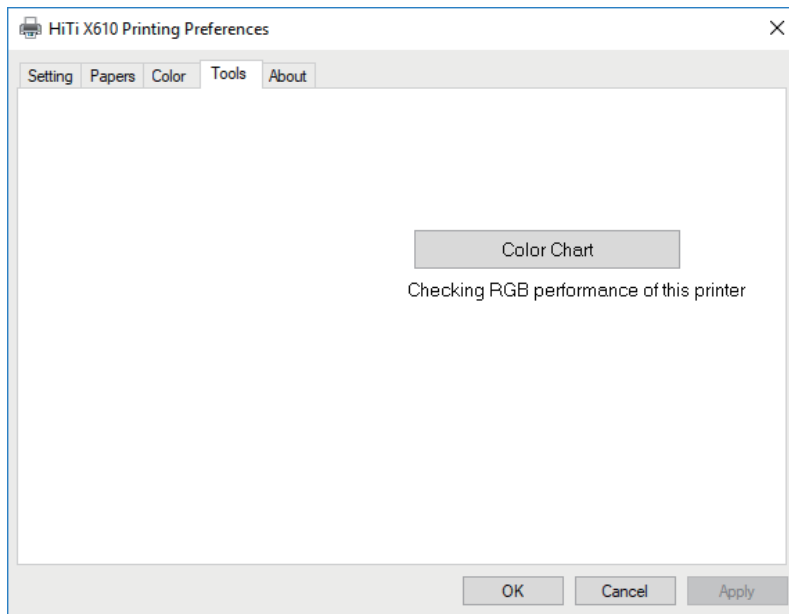 HiTi X610 Printing Preferences
Setting Papers Color Tools About
Color Chart
Checking RGB performance of this printer
OK Cancel Apply